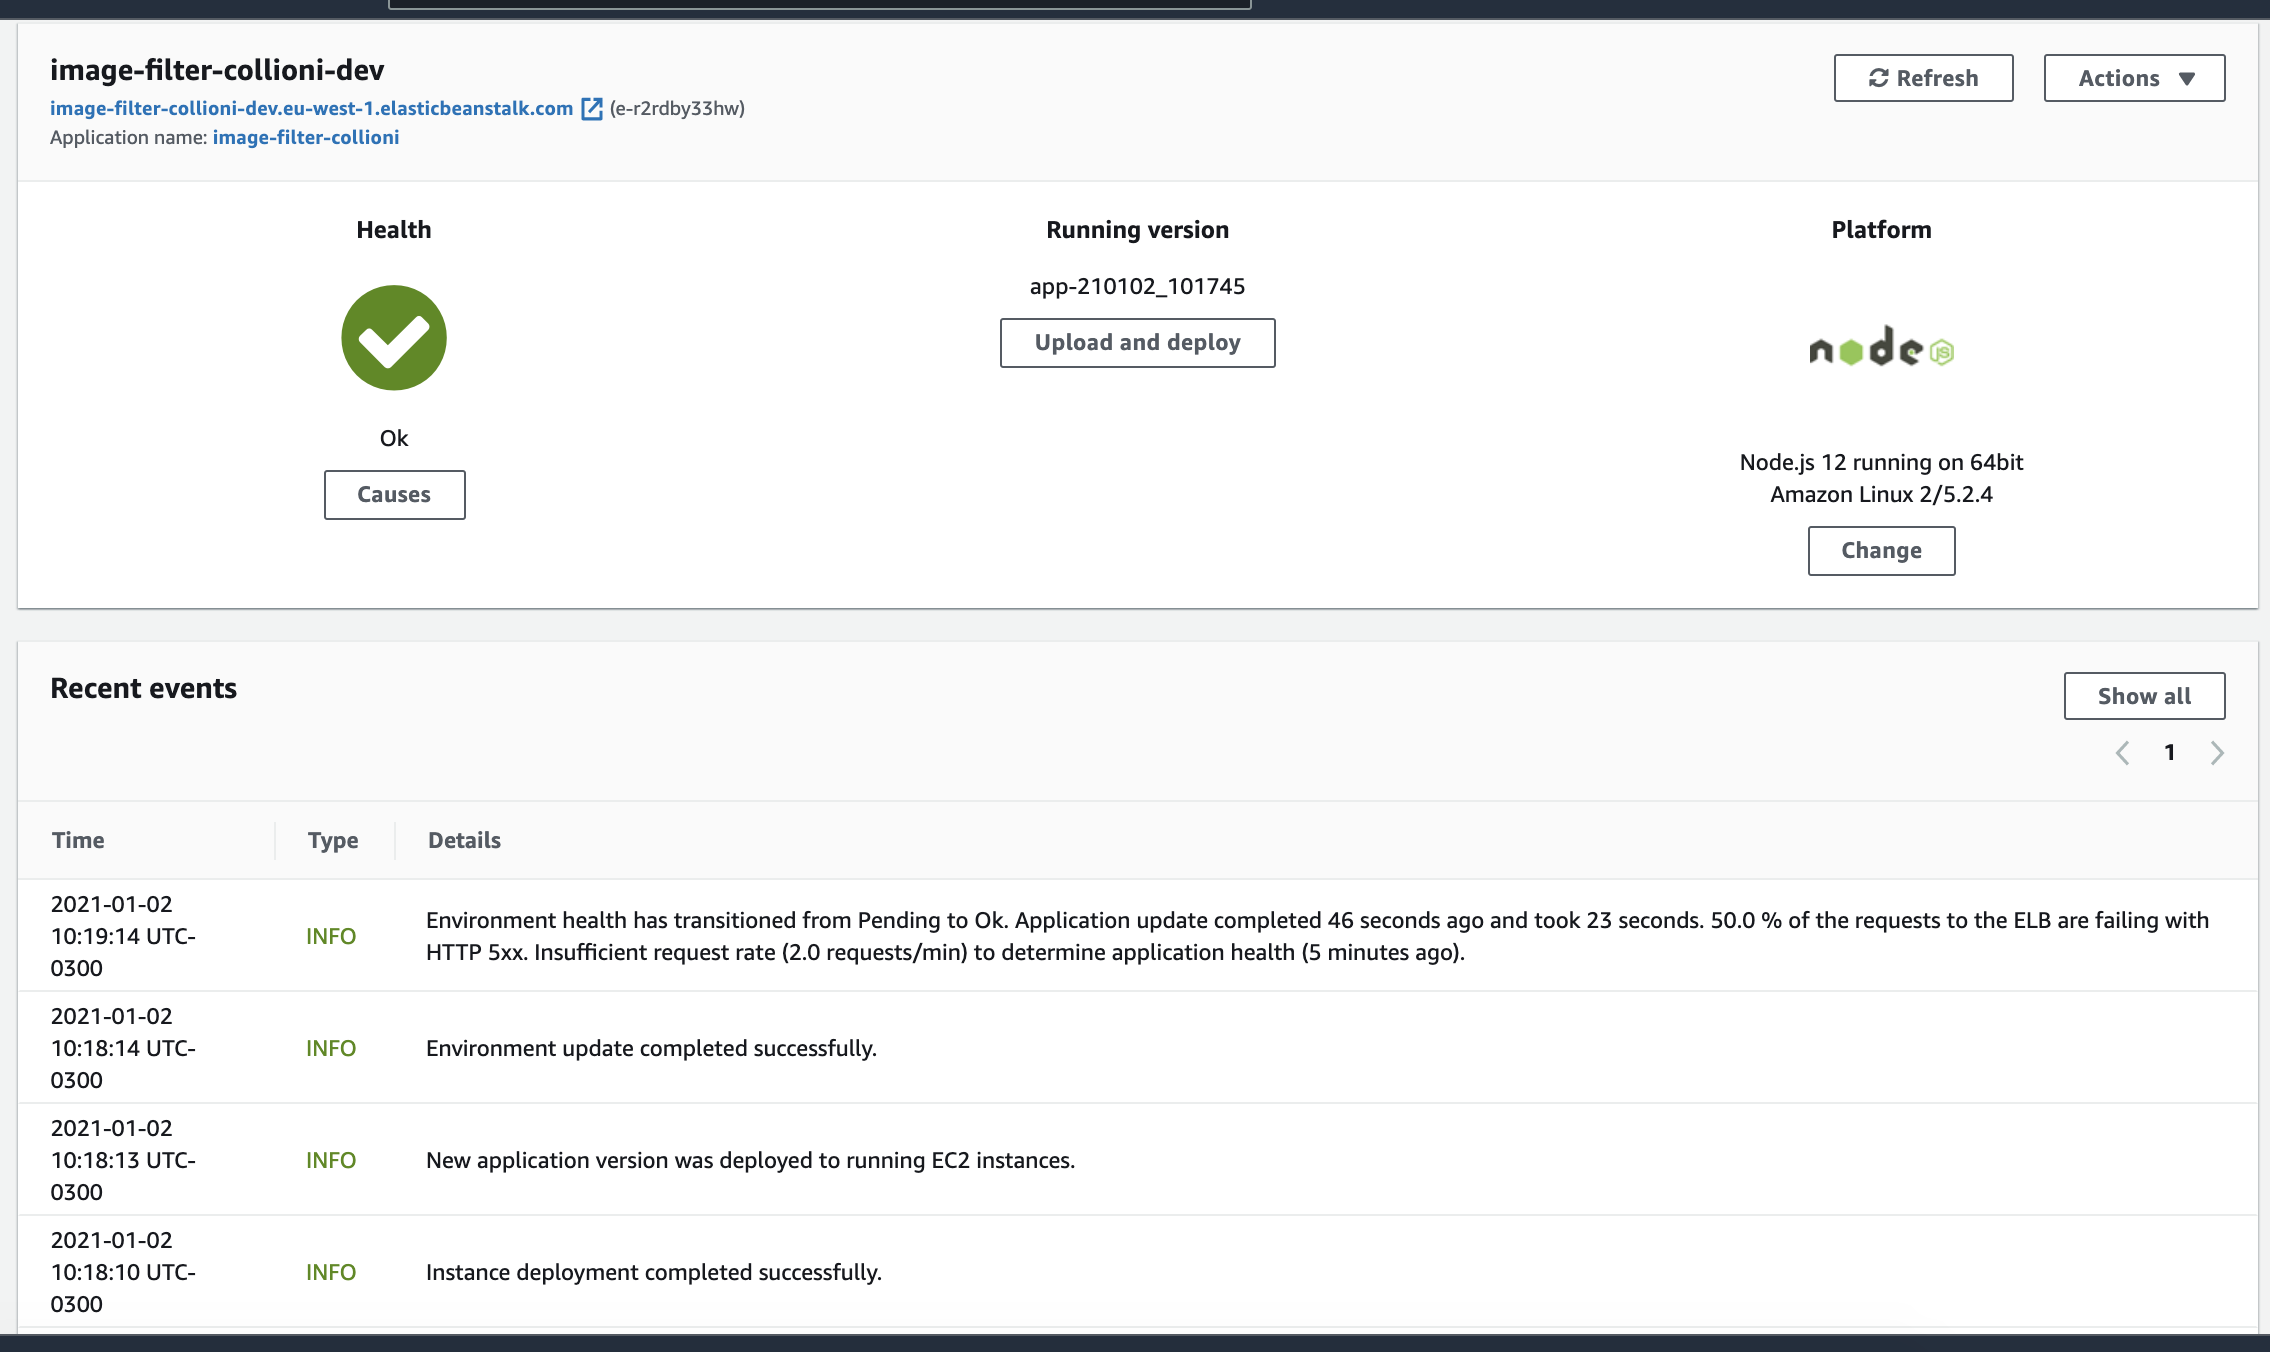 image-filter-collioni-dev
image-filter-collioni-dev.eu-west-1.elasticbeanstalk.com (e-r2rdby33hw)
Application name: image-filter-collioni
Refresh
Actions
Health
Running version
Platform
app-210102_101745
Upload and deploy
node JS
Ok
Causes
Node.js 12 running on 64bit
Amazon Linux 2/5.2.4
Change
Recent events
Show all
1
Time Type Details
2021-01-02
10:19:14 UTC-
0300
INFO
Environment health has transitioned from Pending to Ok. Application update completed 46 seconds ago and took 23 seconds. 50.0 % of the requests to the ELB are failing with
HTTP 5xx. Insufficient request rate (2.0 requests/min) to determine application health (5 minutes ago).
2021-01-02
10:18:14 UTC-
0300
INFO
Environment update completed successfully.
2021-01-02
10:18:13 UTC-
0300
INFO
New application version was deployed to running EC2 instances.
2021-01-02
10:18:10 UTC-
0300
INFO
Instance deployment completed successfully.